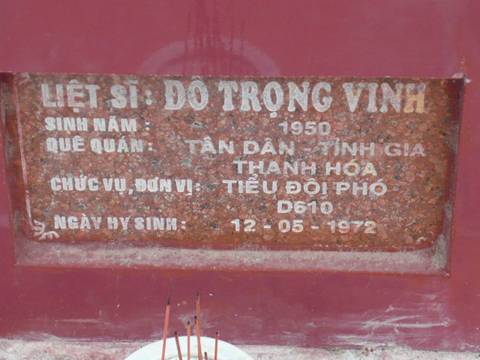 LIỆT SĨ: ĐỖ TRỌNG VINH
SINH NĂM: 1950
QUÊ QUÁN: TÂN DÂN - TĨNH GIA
THANH HÓA
CHỨC VỤ, ĐƠN VỊ: TIỂU ĐỘI PHÓ
D610
NGÀY HY SINH: 12 - 05 - 1972